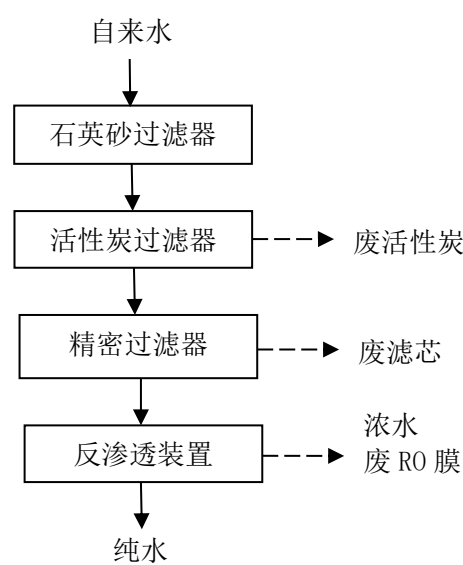 自来水
石英砂过滤器
活性炭过滤器
废活性炭
精密过滤器
废滤芯
反渗透装置
浓水
废 RO 膜
纯水